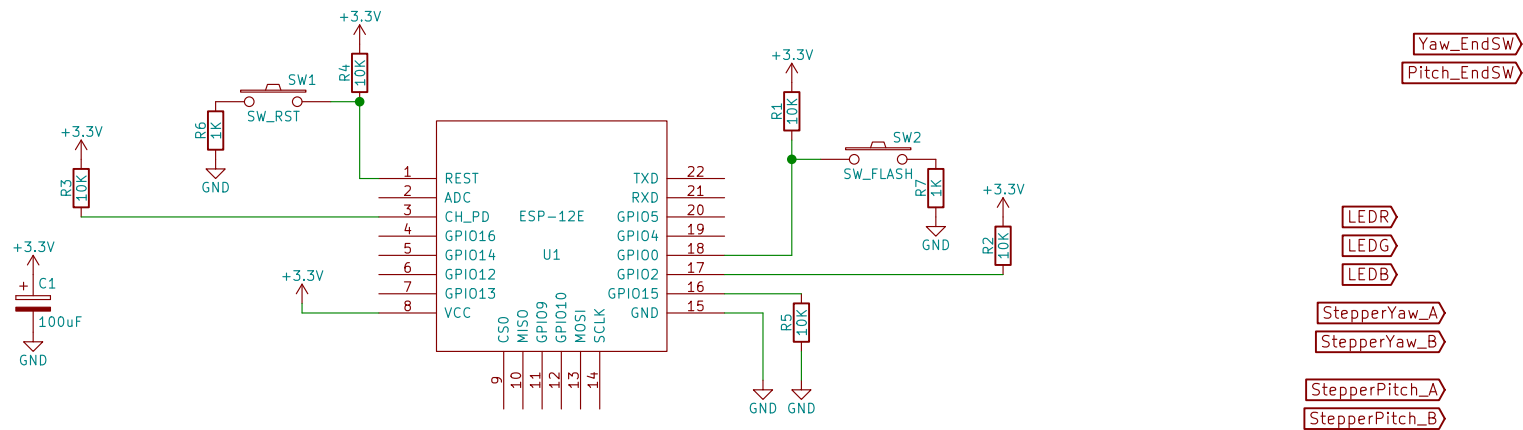 +3.3V
R4
10K
SW1
SW_RST
R6
1K
GND
+3.3V
R3
10K
+3.3V
C1
+
100uF
GND
+3.3V
1 REST
2 ADC
3 CH_PD
4 GPIO16
5 GPIO14
6 GPIO12
7 GPIO13
8 VCC
ESP-12E
U1
CS0 9
MISO 10
GPIO9 11
GPIO10 12
MOSI 13
SCLK 14
TXD 22
RXD 21
GPIO5 20
GPIO4 19
GPIO0 18
GPIO2 17
GPIO15 16
GND 15
+3.3V
R1
10K
SW2
SW_FLASH
R7
1K
GND
+3.3V
R2
10K
R5
10K
GND
GND
Yaw_EndSW
Pitch_EndSW
LEDR
LEDG
LEDB
StepperYaw_A
StepperYaw_B
StepperPitch_A
StepperPitch_B